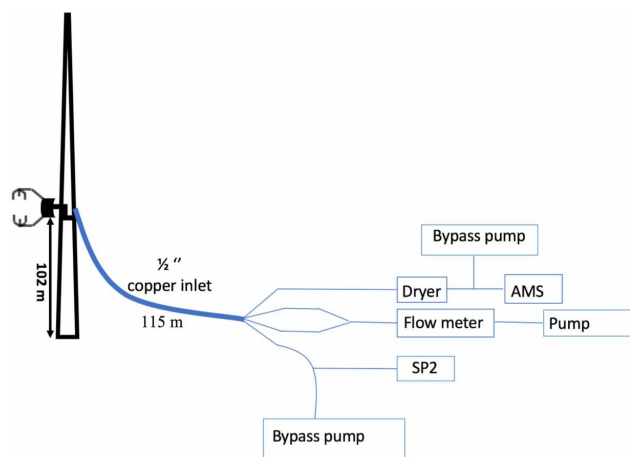 102 m
½ ″
copper inlet
115 m
Bypass pump
Dryer
AMS
Flow meter
Pump
SP2
Bypass pump